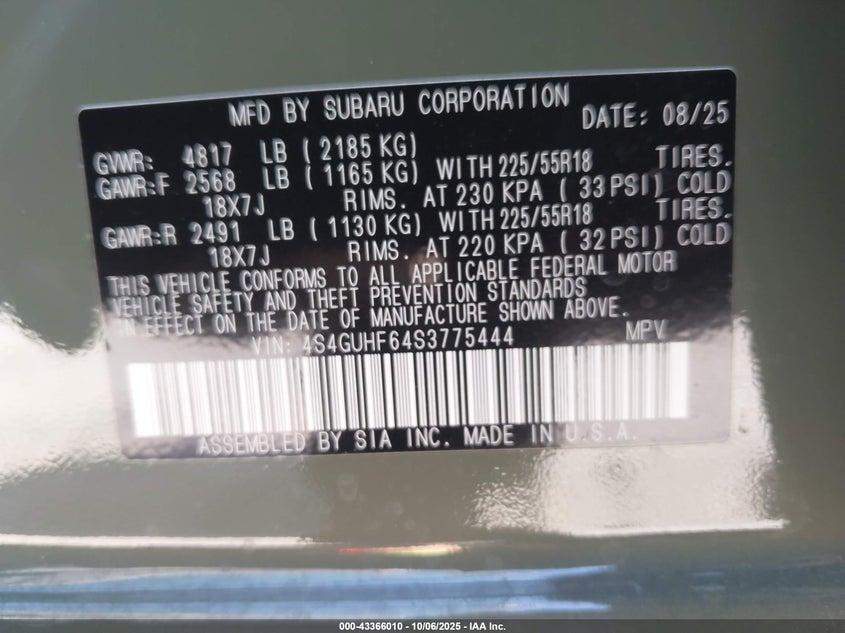 MFD BY SUBARU CORPORATION DATE: 08/25
GVWR: 4817 LB ( 2185 KG)
GAWR:F 2568 LB ( 1165 KG) WITH 225/55R18 TIRES.
18X7J RIMS. AT 230 KPA ( 33 PSI) COLD
GAWR:R 2491 LB ( 1130 KG) WITH 225/55R18 TIRES.
18X7J RIMS. AT 220 KPA ( 32 PSI) COLD
THIS VEHICLE CONFORMS TO ALL APPLICABLE FEDERAL MOTOR
VEHICLE SAFETY AND THEFT PREVENTION STANDARDS
IN EFFECT ON THE DATE OF MANUFACTURE SHOWN ABOVE.
VIN: 4S4GUHF64S3775444 MPV
ASSEMBLED BY SIA INC. MADE IN U.S.A.
000-43366010 - 10/06/2025 - IAA Inc.